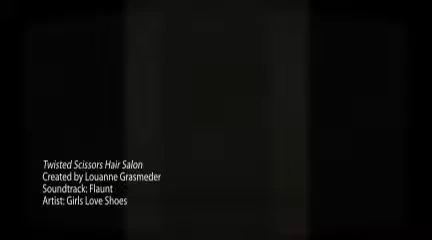 Twisted Scissors Hair Salon
Created by Louanne Grasmeder
Soundtrack: Flaunt
Artist: Girls Love Shoes